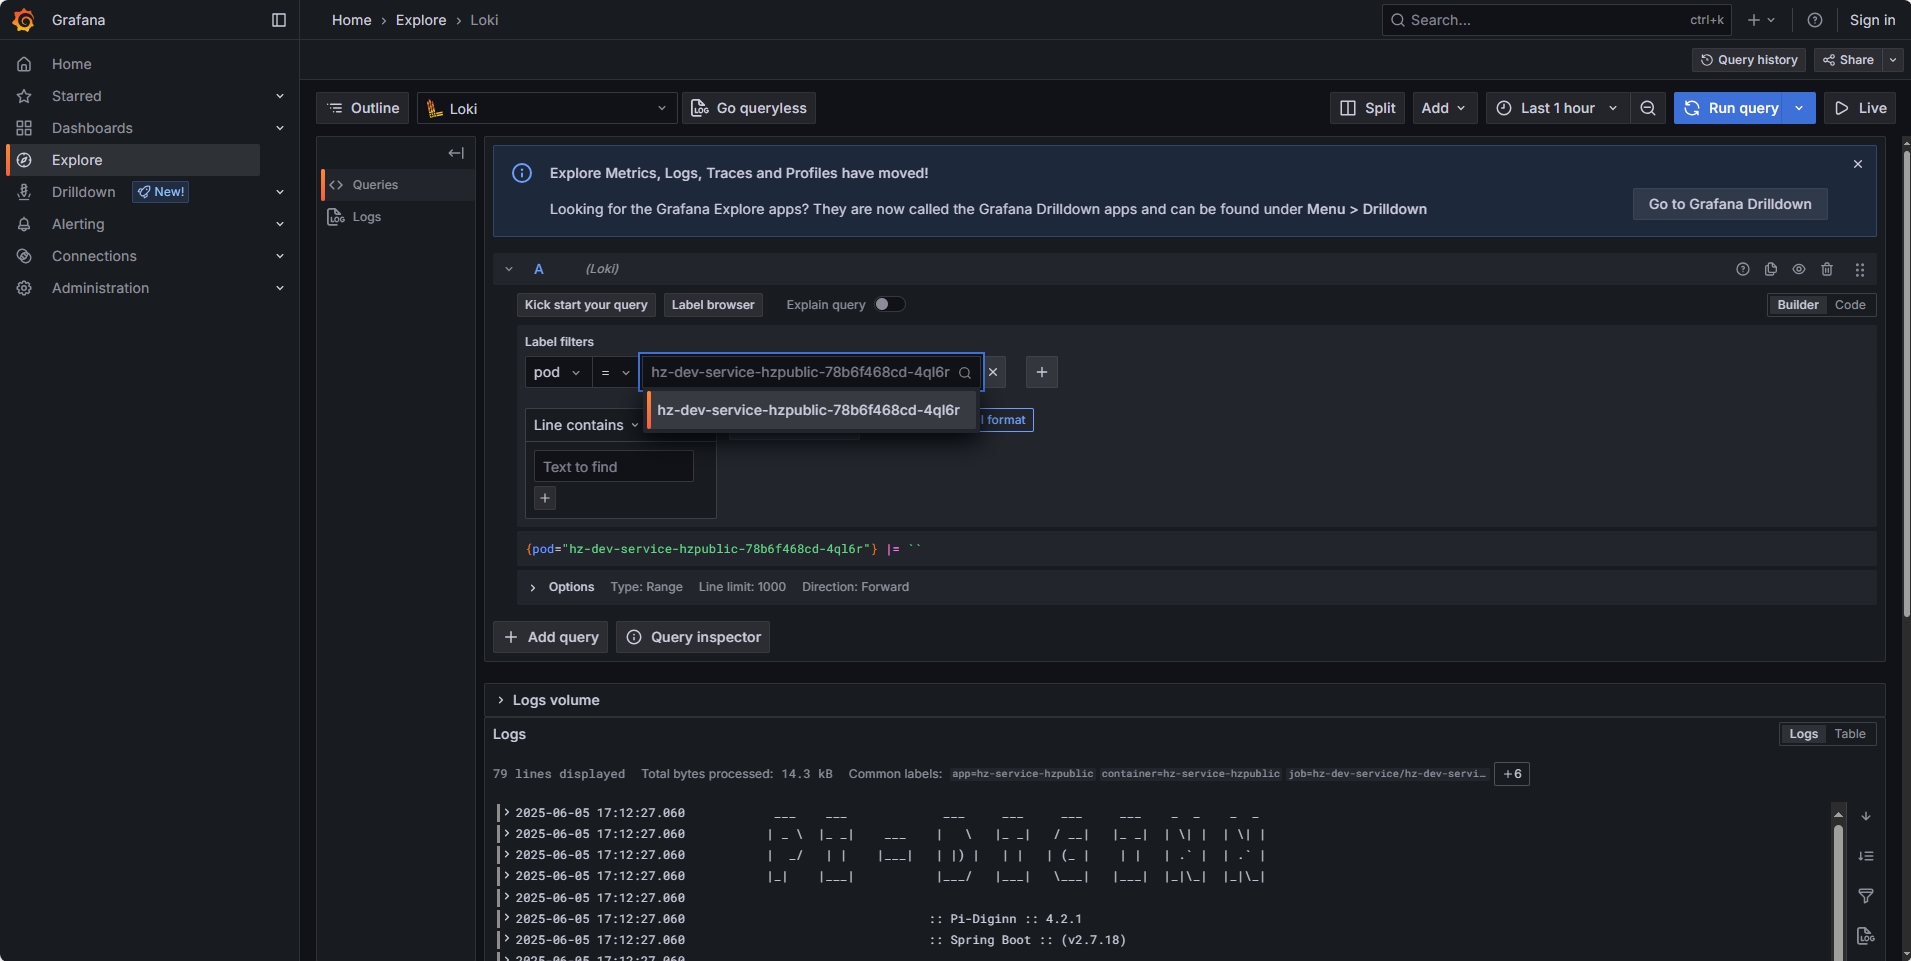 Grafana
Home › Explore › Loki
Search...
ctrl+k
Sign in
Home
Starred
Dashboards
Explore
Drilldown
New!
Alerting
Connections
Administration
Query history
Share
Outline
Loki
Go queryless
Split
Add
Last 1 hour
Run query
Live
Queries
Logs
Explore Metrics, Logs, Traces and Profiles have moved!
Looking for the Grafana Explore apps? They are now called the Grafana Drilldown apps and can be found under Menu > Drilldown
Go to Grafana Drilldown
A
(Loki)
Kick start your query
Label browser
Explain query
Builder
Code
Label filters
pod
=
hz-dev-service-hzpublic-78b6f468cd-4ql6r
hz-dev-service-hzpublic-78b6f468cd-4ql6r
format
Line contains
Text to find
{pod="hz-dev-service-hzpublic-78b6f468cd-4ql6r"} |= ``
Options
Type: Range
Line limit: 1000
Direction: Forward
Add query
Query inspector
Logs volume
Logs
Logs
Table
79 lines displayed
Total bytes processed: 14.3 kB
Common labels:
app=hz-service-hzpublic
container=hz-service-hzpublic
job=hz-dev-service/hz-dev-servi…
+6
2025-06-05 17:12:27.060
2025-06-05 17:12:27.060
2025-06-05 17:12:27.060
2025-06-05 17:12:27.060
2025-06-05 17:12:27.060
2025-06-05 17:12:27.060 :: Pi-Diginn :: 4.2.1
2025-06-05 17:12:27.060 :: Spring Boot :: (v2.7.18)
2025-06-05 17:12:27.060